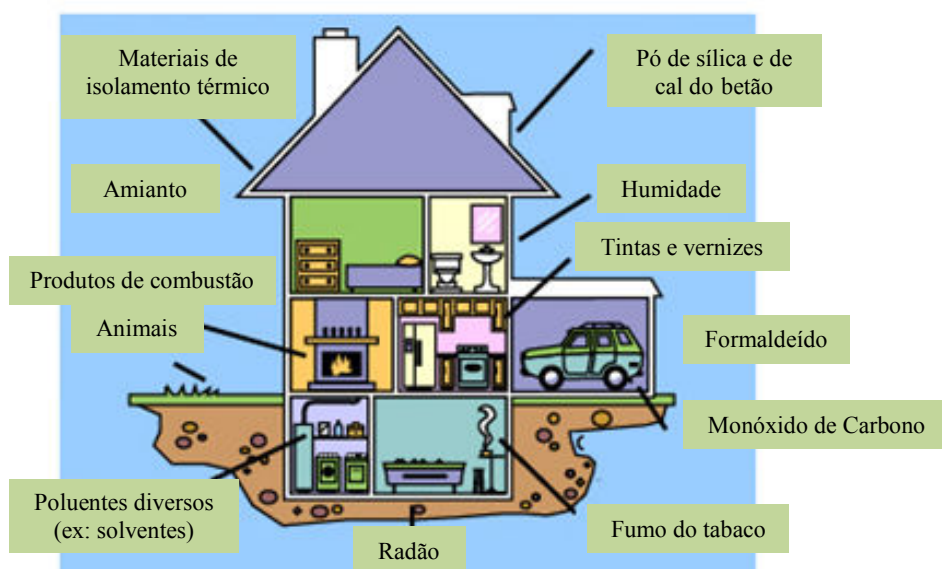 Materiais de
isolamento térmico
Pó de sílica e de
cal do betão
Amianto
Humidade
Tintas e vernizes
Produtos de combustão
Animais
Formaldeído
Monóxido de Carbono
Poluentes diversos
(ex: solventes)
Radão
Fumo do tabaco